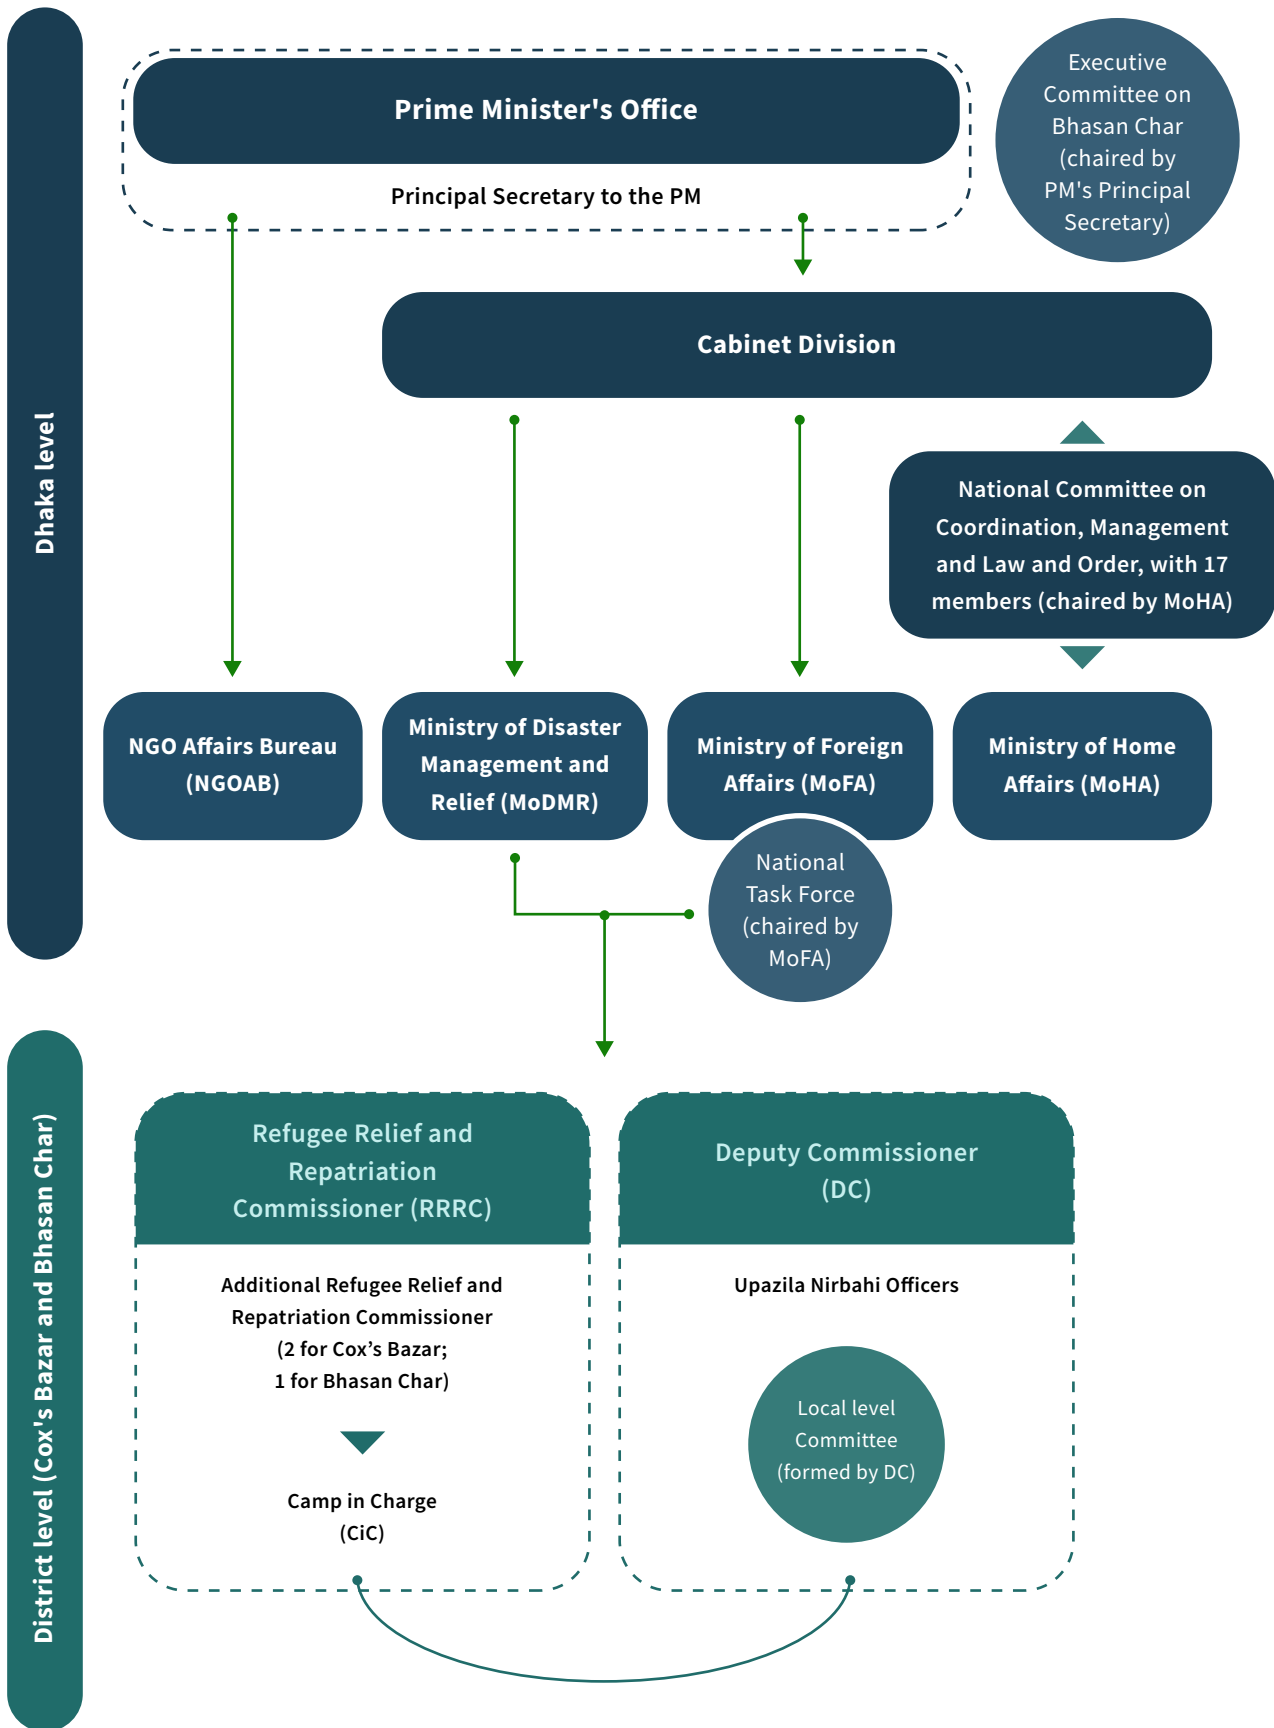 Dhaka level
Prime Minister's Office
Principal Secretary to the PM
Executive
Committee on
Bhasan Char
(chaired by
PM's Principal
Secretary)
Cabinet Division
National Committee on
Coordination, Management
and Law and Order, with 17
members (chaired by MoHA)
NGO Affairs Bureau
(NGOAB)
Ministry of Disaster
Management and
Relief (MoDMR)
Ministry of Foreign
Affairs (MoFA)
Ministry of Home
Affairs (MoHA)
National
Task Force
(chaired by
MoFA)
District level (Cox's Bazar and Bhasan Char)
Refugee Relief and
Repatriation
Commissioner (RRRC)
Additional Refugee Relief and
Repatriation Commissioner
(2 for Cox’s Bazar;
1 for Bhasan Char)
Camp in Charge
(CiC)
Deputy Commissioner
(DC)
Upazila Nirbahi Officers
Local level
Committee
(formed by DC)